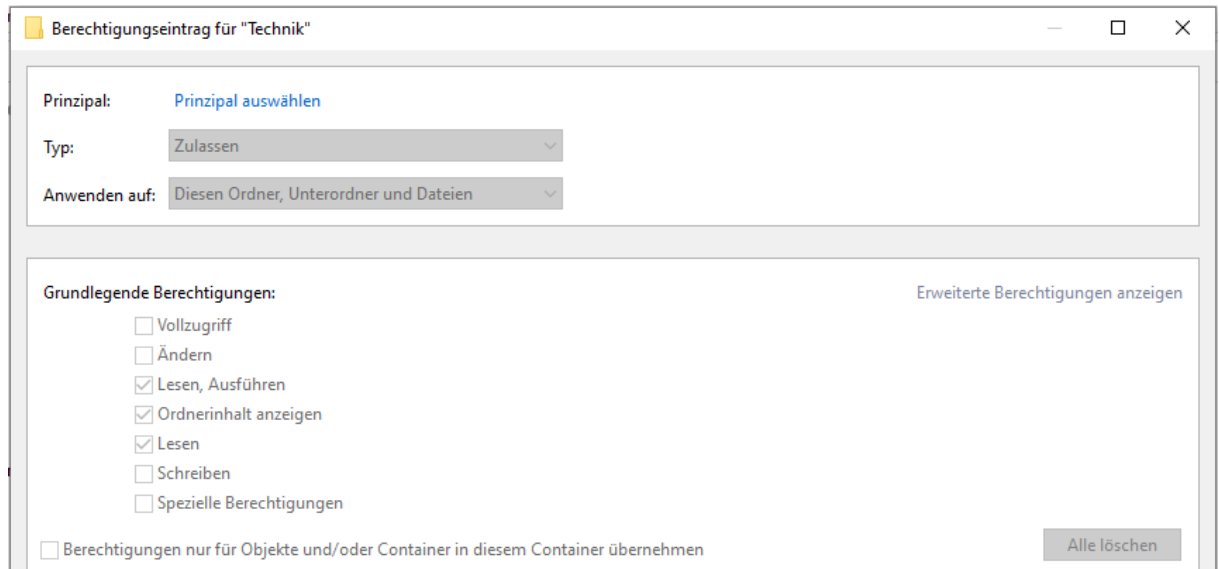 Berechtigungseintrag für "Technik"
Prinzipal: Prinzipal auswählen
Typ: Zulassen
Anwenden auf: Diesen Ordner, Unterordner und Dateien
Grundlegende Berechtigungen: Erweiterte Berechtigungen anzeigen
Vollzugriff
Ändern
Lesen, Ausführen
Ordnerinhalt anzeigen
Lesen
Schreiben
Spezielle Berechtigungen
Berechtigungen nur für Objekte und/oder Container in diesem Container übernehmen Alle löschen